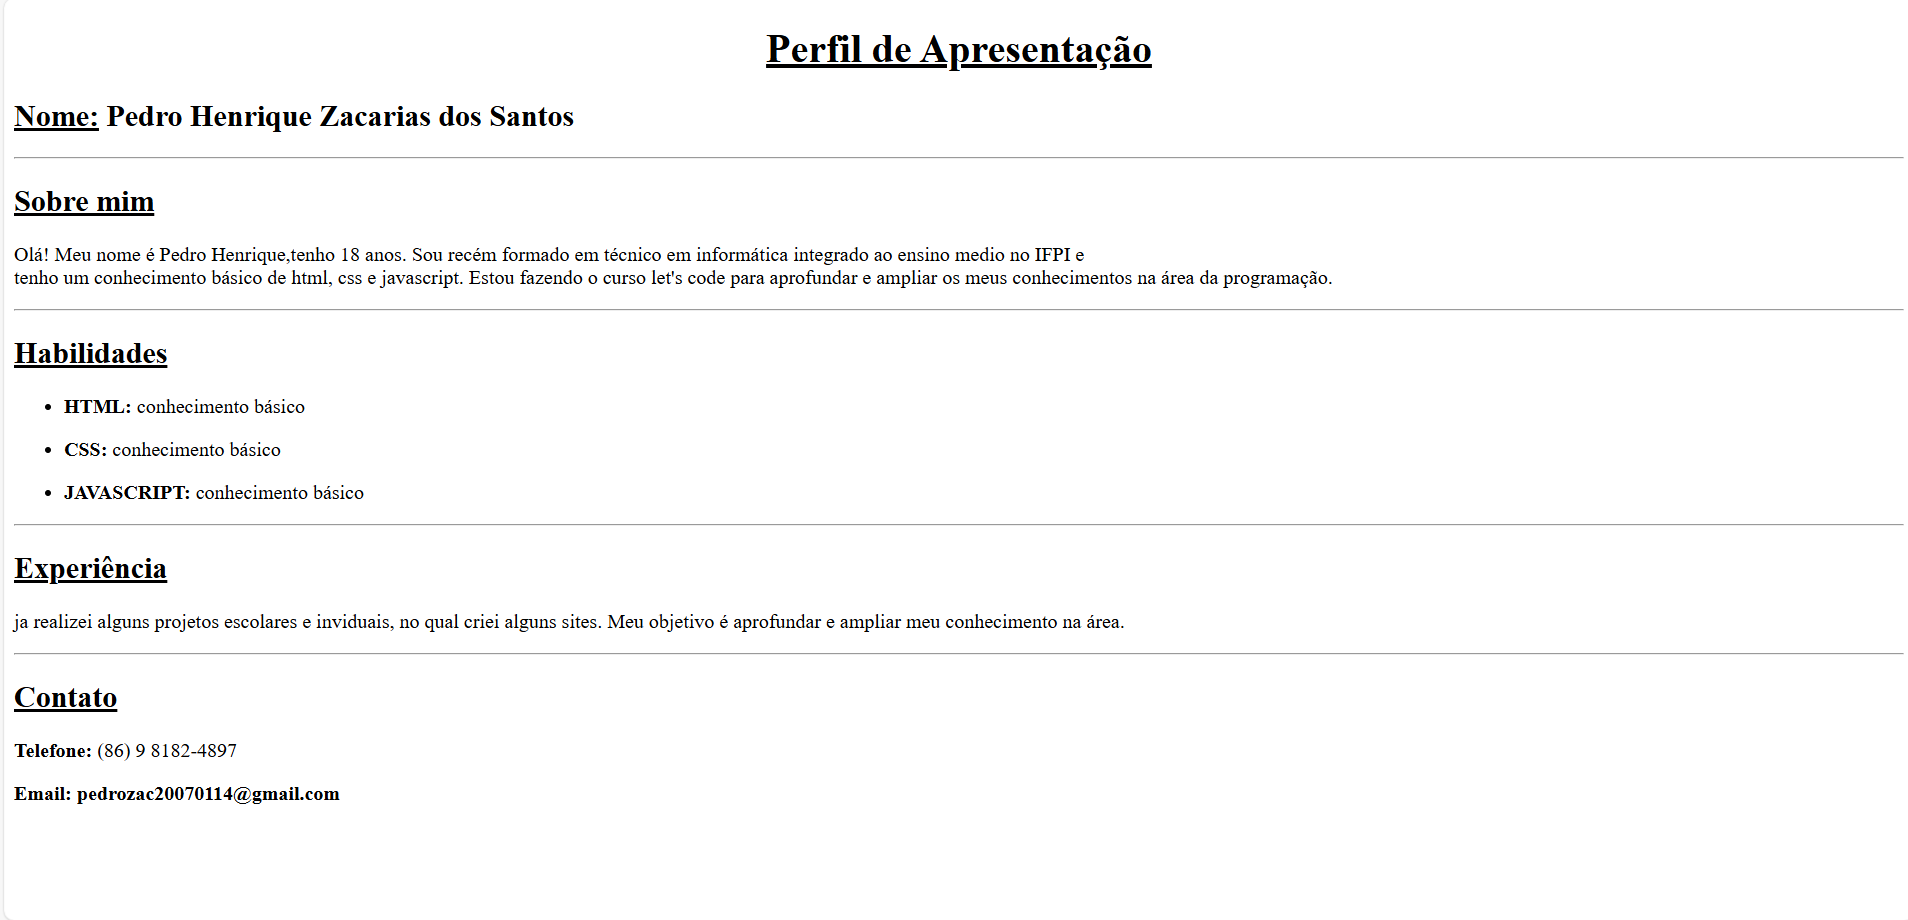 Perfil de Apresentação
Nome: Pedro Henrique Zacarias dos Santos
Sobre mim
Olá! Meu nome é Pedro Henrique,tenho 18 anos. Sou recém formado em técnico em informática integrado ao ensino medio no IFPI e
tenho um conhecimento básico de html, css e javascript. Estou fazendo o curso let's code para aprofundar e ampliar os meus conhecimentos na área da programação.
Habilidades
• HTML: conhecimento básico
• CSS: conhecimento básico
• JAVASCRIPT: conhecimento básico
Experiência
ja realizei alguns projetos escolares e inviduais, no qual criei alguns sites. Meu objetivo é aprofundar e ampliar meu conhecimento na área.
Contato
Telefone: (86) 9 8182-4897
Email: pedrozac20070114@gmail.com